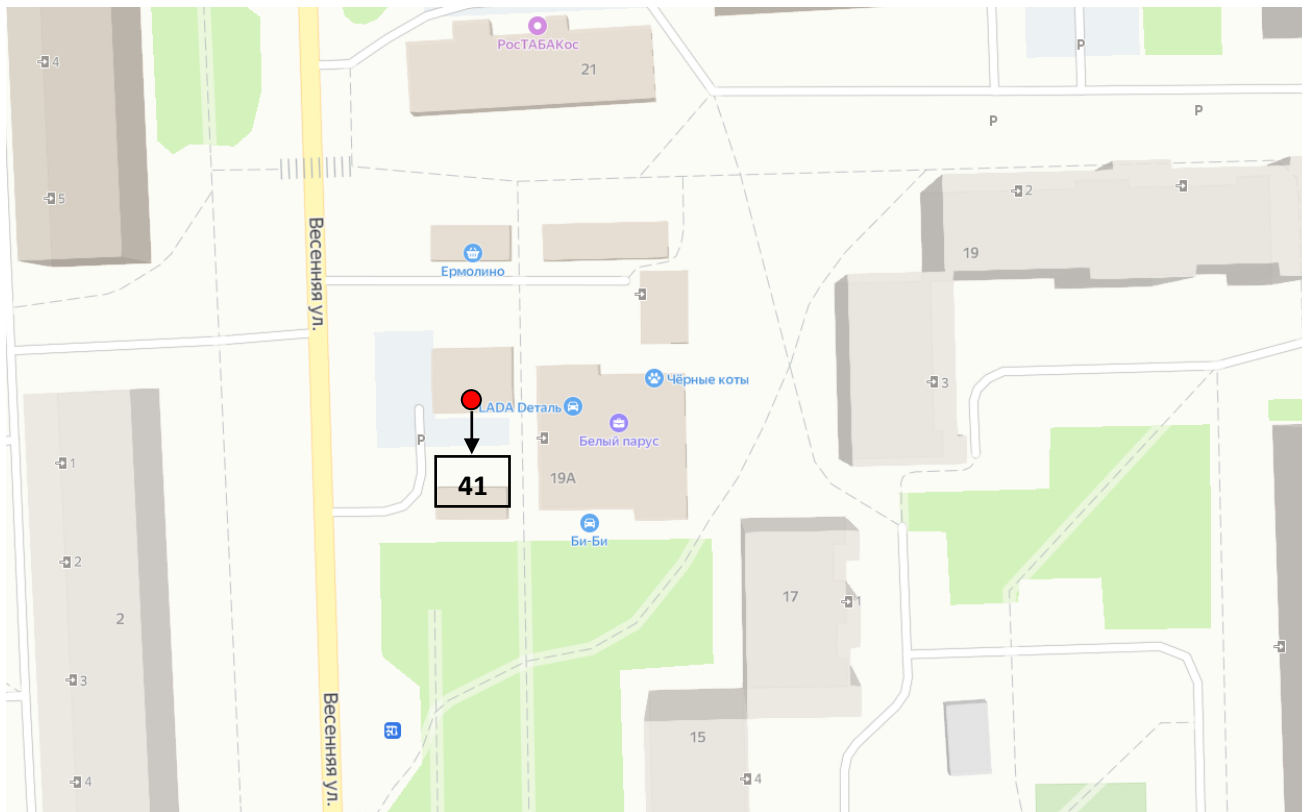 РосТАБАКос
21
4
P
P
P
5
2
Весенняя ул.
19
Ермолино
3
Чёрные коты
LADA Деталь
Белый парус
P
1
41
19А
Би-Би
2
17
1
2
3
Весенняя ул.
15
4
4